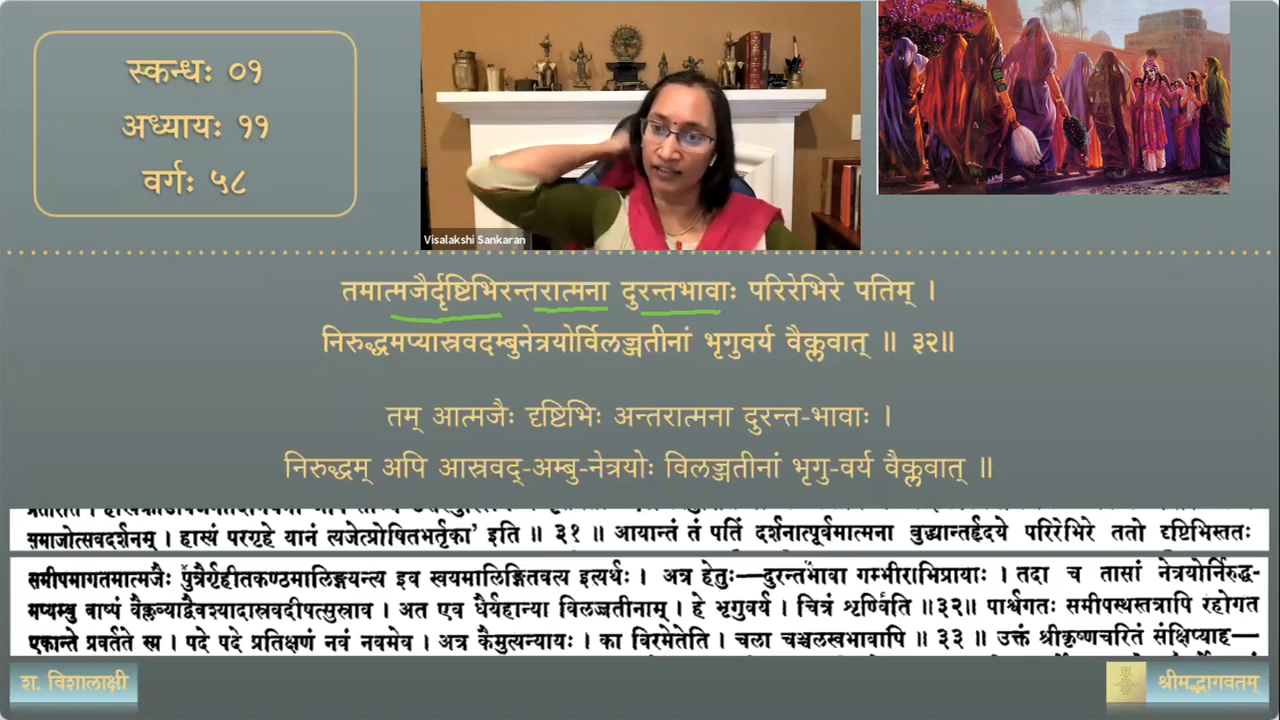 स्कन्धः ०१
अध्यायः ११
वर्गः ५८
Visalakshi Sankaran
तमात्मजैर्दृष्टिभिरन्तरात्मना दुरन्तभावाः परिरेभिरे पतिम् ।
निरुद्धमप्यास्रवदम्बुनेत्रयोर्विलज्जतीनां भृगुवर्य वैक्लवात् ॥ ३२॥
तम् आत्मजैः दृष्टिभिः अन्तरात्मना दुरन्त-भावाः ।
निरुद्धम् अपि आस्रवद्-अम्बु-नेत्रयोः विलज्जतीनां भृगु-वर्य वैक्लवात् ॥
समाजोत्सवदर्शनम् । हास्यं परगृहे यानं त्यजेत्प्रोषितभर्तृका’ इति ॥ ३१ ॥ आयान्तं तं पतिं दर्शनात्पूर्वमात्मना बुद्ध्यान्तर्हृदये परिरेभिरे ततो दृष्टिभिस्ततः
समीपमागतमात्मजैः पुत्रैर्गृहीतकण्ठमालिङ्गयन्त्य इव स्वयमालिङ्गितवत्य इत्यर्थः । अत्र हेतुः—दुरन्तभावा गम्भीराभिप्रायाः । तदा च तासां नेत्रयोर्निरुद्ध-
मप्यम्बु बाष्पं वैक्लव्याद्वैवश्यादास्रवदीषत्सुस्राव । अत एव धैर्यहान्या विलज्जतीनाम् । हे भृगुवर्य । चित्रं शृण्विति ॥३२॥ पार्श्वगतः समीपस्थस्तत्रापि रहोगत
एकान्ते प्रवर्तते स्म । पदे पदे प्रतिक्षणं नवं नवमेव । अत्र कैमुत्यन्यायः । का विरमेतेति । चला चञ्चलस्वभावापि ॥ ३३ ॥ उक्तं श्रीकृष्णचरितं संक्षिप्याह—
श. विशालाक्षी
श्रीमद्भागवतम्